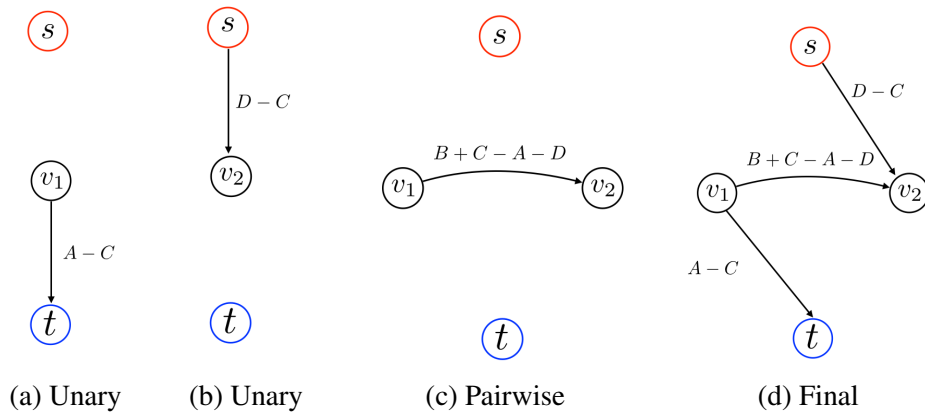 s
v₁
A − C
t
(a) Unary
s
D − C
v₂
t
(b) Unary
s
B + C − A − D
v₁
v₂
t
(c) Pairwise
s
D − C
B + C − A − D
v₁
v₂
A − C
t
(d) Final